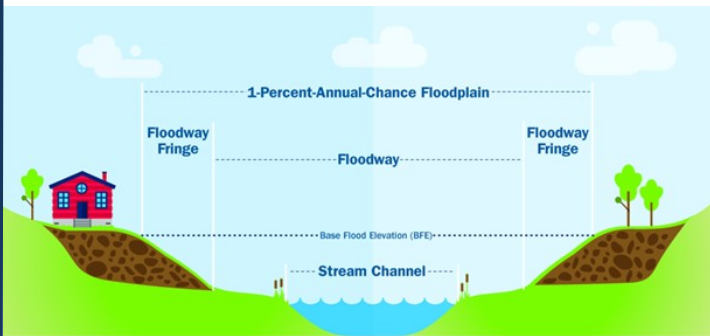 1-Percent-Annual-Chance Floodplain
Floodway
Fringe
Floodway
Floodway
Fringe
Base Flood Elevation (BFE)
Stream Channel